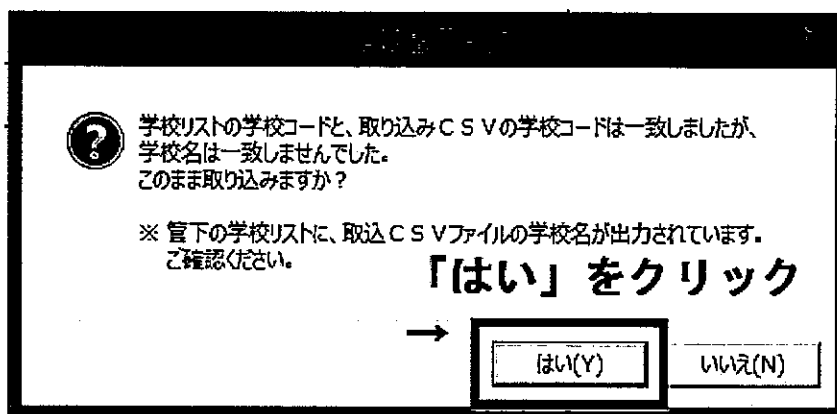 学校リストの学校コードと、取り込みCSVの学校コードは一致しましたが、
学校名は一致しませんでした。
このまま取り込みますか？
※ 管下の学校リストに、取込CSVファイルの学校名が出力されています。
ご確認ください。
「はい」をクリック
→
はい(Y)
いいえ(N)